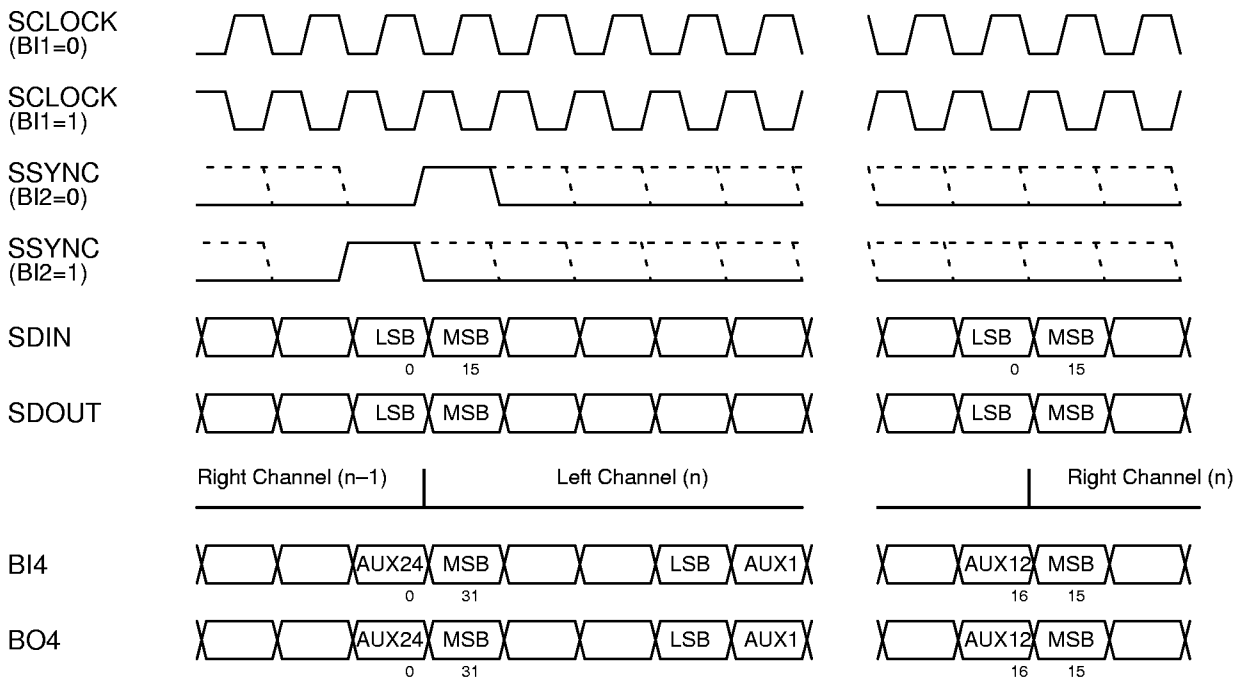 SCLOCK
(BI1=0)
SCLOCK
(BI1=1)
SSYNC
(BI2=0)
SSYNC
(BI2=1)
SDIN LSB MSB LSB MSB
0 15 0 15
SDOUT LSB MSB LSB MSB
Right Channel (n–1) Left Channel (n) Right Channel (n)
BI4 AUX24 MSB LSB AUX1 AUX12 MSB
0 31 16 15
BO4 AUX24 MSB LSB AUX1 AUX12 MSB
0 31 16 15